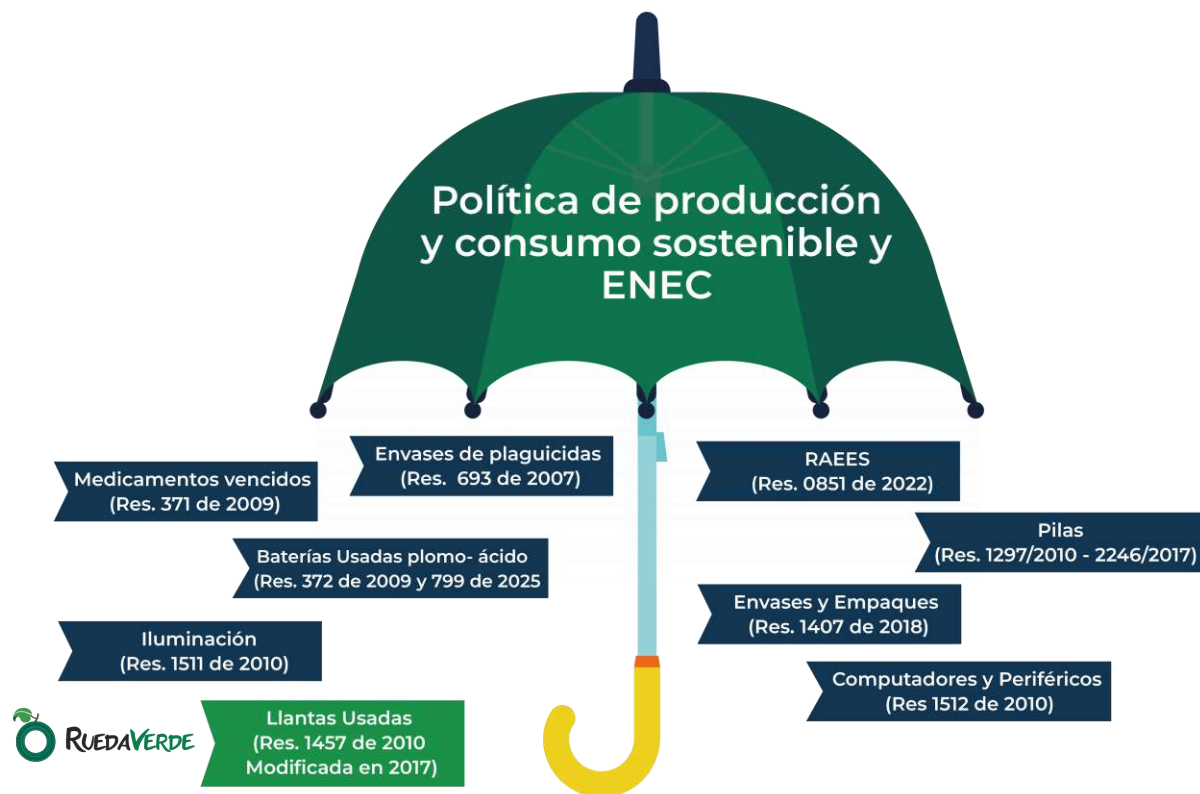 Política de producción
y consumo sostenible y
ENEC
Medicamentos vencidos
(Res. 371 de 2009)
Envases de plaguicidas
(Res. 693 de 2007)
RAEES
(Res. 0851 de 2022)
Pilas
(Res. 1297/2010 - 2246/2017)
Baterías Usadas plomo- ácido
(Res. 372 de 2009 y 799 de 2025
Envases y Empaques
(Res. 1407 de 2018)
Iluminación
(Res. 1511 de 2010)
Computadores y Periféricos
(Res 1512 de 2010)
RUEDAVERDE
Llantas Usadas
(Res. 1457 de 2010
Modificada en 2017)